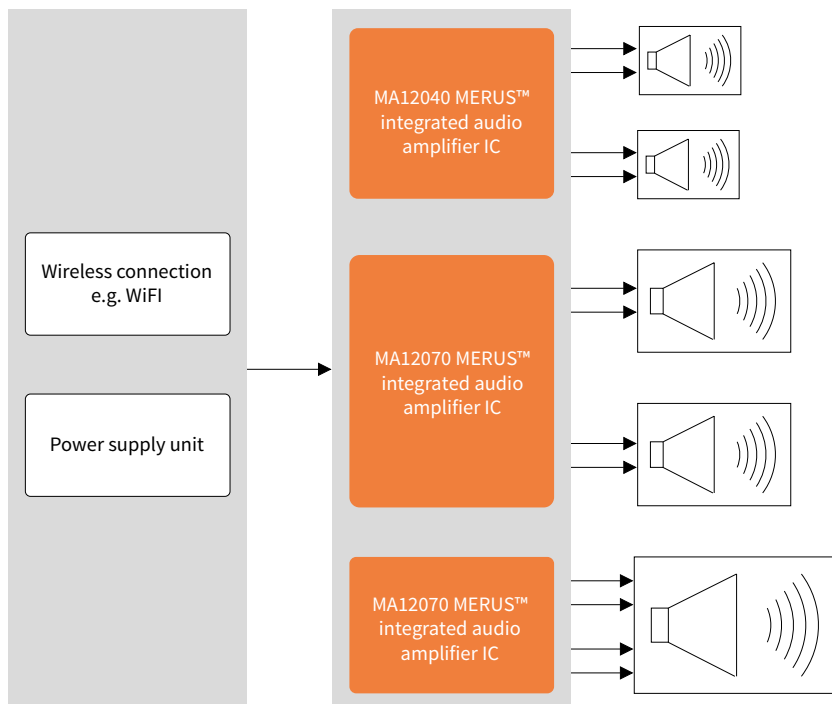 Wireless connection
e.g. WiFI
Power supply unit
MA12040 MERUS™
integrated audio
amplifier IC
MA12070 MERUS™
integrated audio
amplifier IC
MA12070 MERUS™
integrated audio
amplifier IC